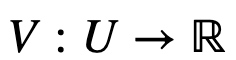 V : U → ℝ